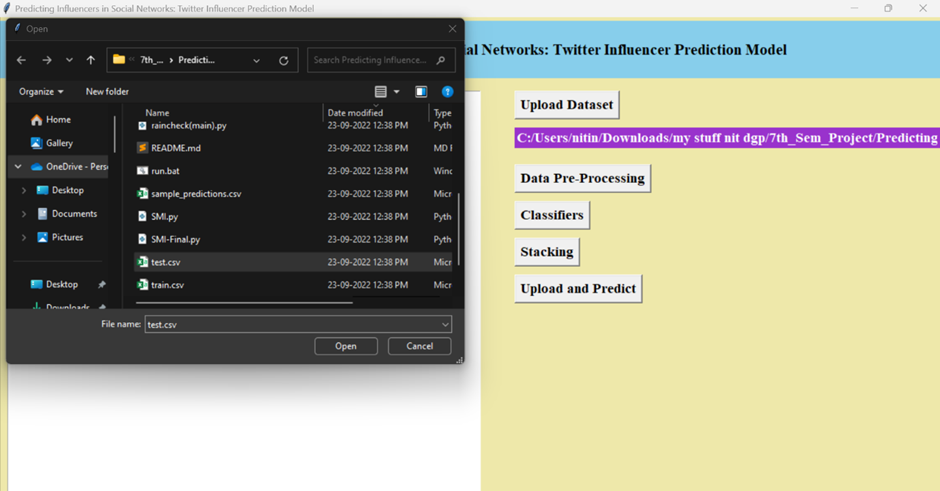 Predicting Influencers in Social Networks: Twitter Influencer Prediction Model
Open
ial Networks: Twitter Influencer Prediction Model
7th_... › Predicti...
Search Predicting Influence...
Organize
New folder
Name Date modified Type
raincheck(main).py 23-09-2022 12:38 PM Pyth
README.md 23-09-2022 12:38 PM MD F
run.bat 23-09-2022 12:38 PM Winc
sample_predictions.csv 23-09-2022 12:38 PM Micr
SMI.py 23-09-2022 12:38 PM Pyth
SMI-Final.py 23-09-2022 12:38 PM Pyth
test.csv 23-09-2022 12:38 PM Micr
train.csv 23-09-2022 12:38 PM Micr
Home
Gallery
OneDrive - Pers
Desktop
Documents
Pictures
Desktop
Downloads
File name: test.csv
Open
Cancel
Upload Dataset
C:/Users/nitin/Downloads/my stuff nit dgp/7th_Sem_Project/Predicting
Data Pre-Processing
Classifiers
Stacking
Upload and Predict